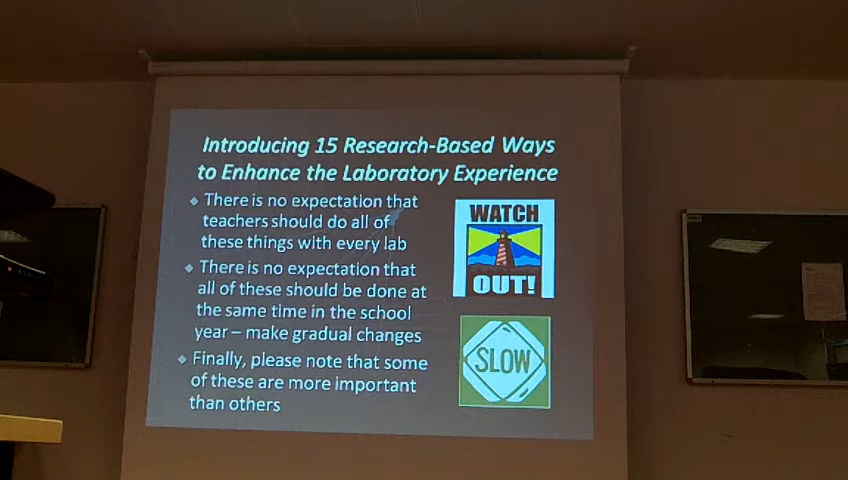 Introducing 15 Research-Based Ways
to Enhance the Laboratory Experience
There is no expectation that
teachers should do all of
these things with every lab
There is no expectation that
all of these should be done at
the same time in the school
year – make gradual changes
Finally, please note that some
of these are more important
than others
WATCH
OUT!
SLOW